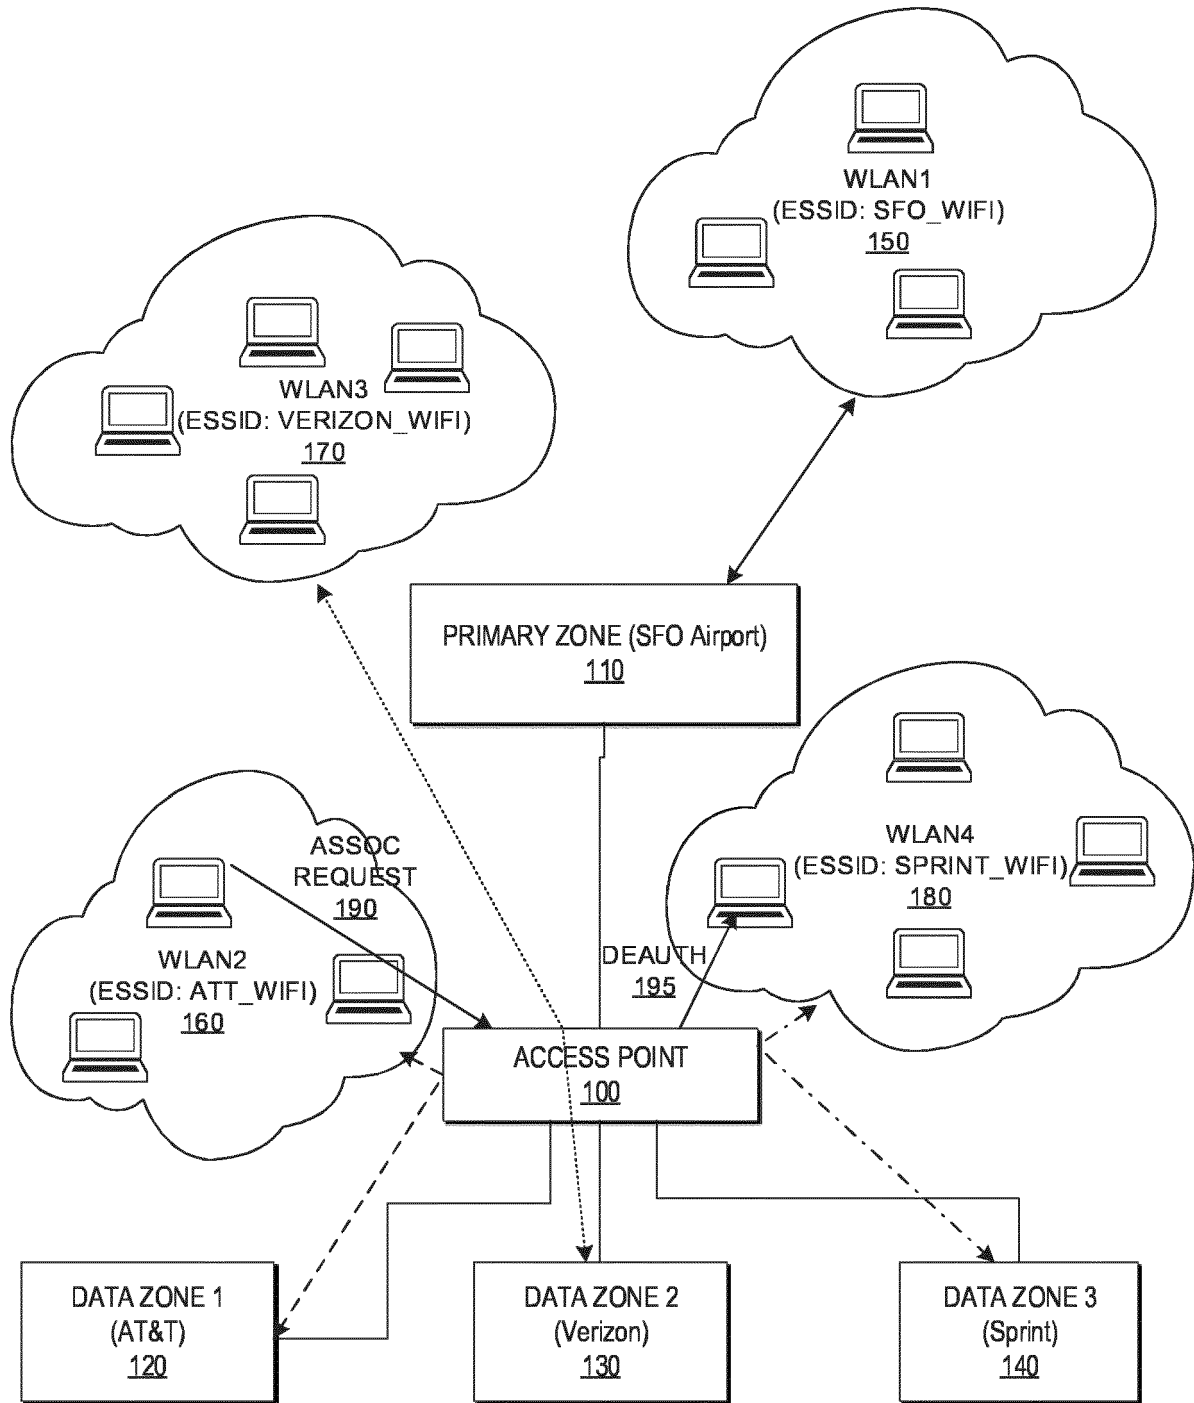 WLAN1
(ESSID: SFO_WIFI)
150
WLAN3
(ESSID: VERIZON_WIFI)
170
PRIMARY ZONE (SFO Airport)
110
ASSOC
REQUEST
190
WLAN2
(ESSID: ATT_WIFI)
160
WLAN4
(ESSID: SPRINT_WIFI)
180
DEAUTH
195
ACCESS POINT
100
DATA ZONE 1
(AT&T)
120
DATA ZONE 2
(Verizon)
130
DATA ZONE 3
(Sprint)
140